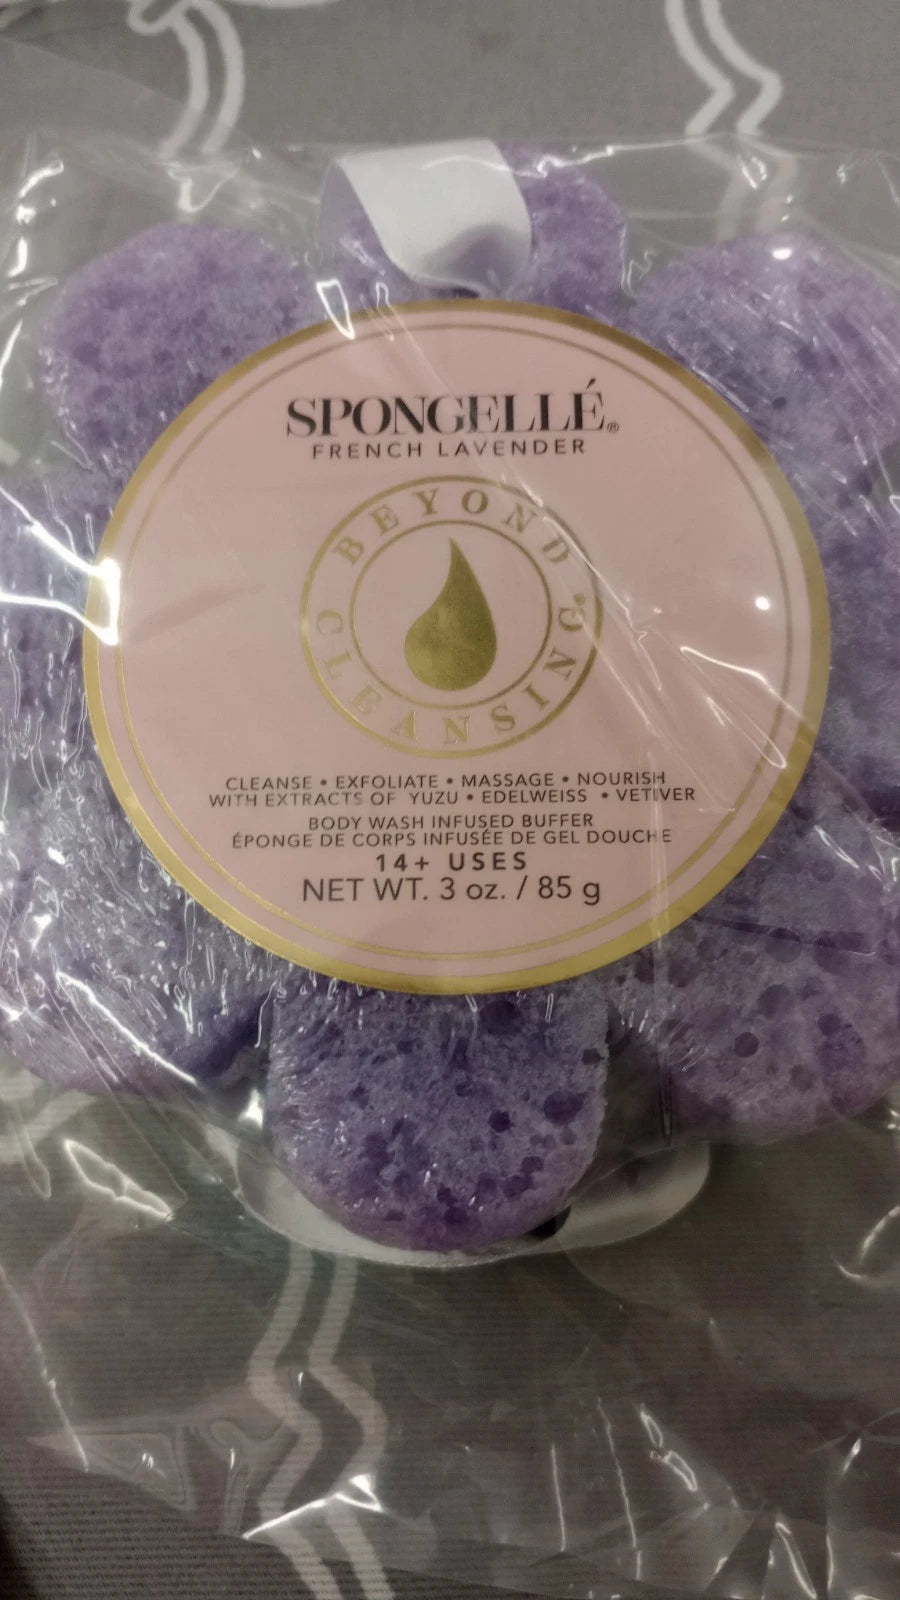 SPONGELLÉ®
FRENCH LAVENDER
BEYOND
CLEANSING®
CLEANSE • EXFOLIATE • MASSAGE • NOURISH
WITH EXTRACTS OF YUZU • EDELWEISS • VETIVER
BODY WASH INFUSED BUFFER
ÉPONGE DE CORPS INFUSÉE DE GEL DOUCHE
14+ USES
NET WT. 3 oz. / 85 g